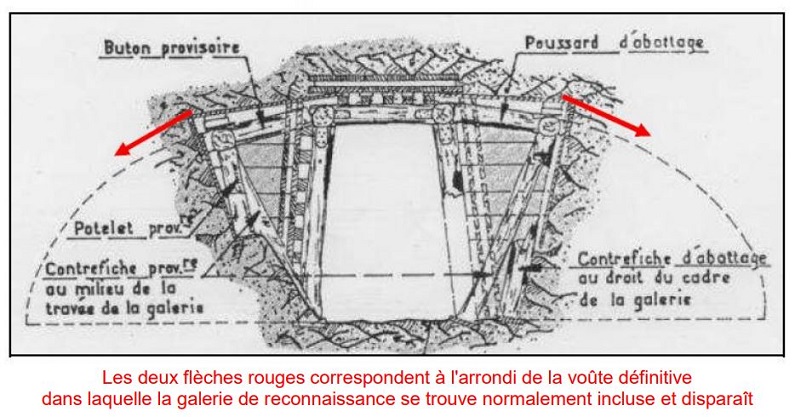 Buton provisoire
Poussard d'abattage
Potelet prov.re
Contrefiche prov.re
au milieu de la
travée de la galerie
Contrefiche d'abattage
au droit du cadre
de la galerie
Les deux flèches rouges correspondent à l'arrondi de la voûte définitive
dans laquelle la galerie de reconnaissance se trouve normalement incluse et disparaît